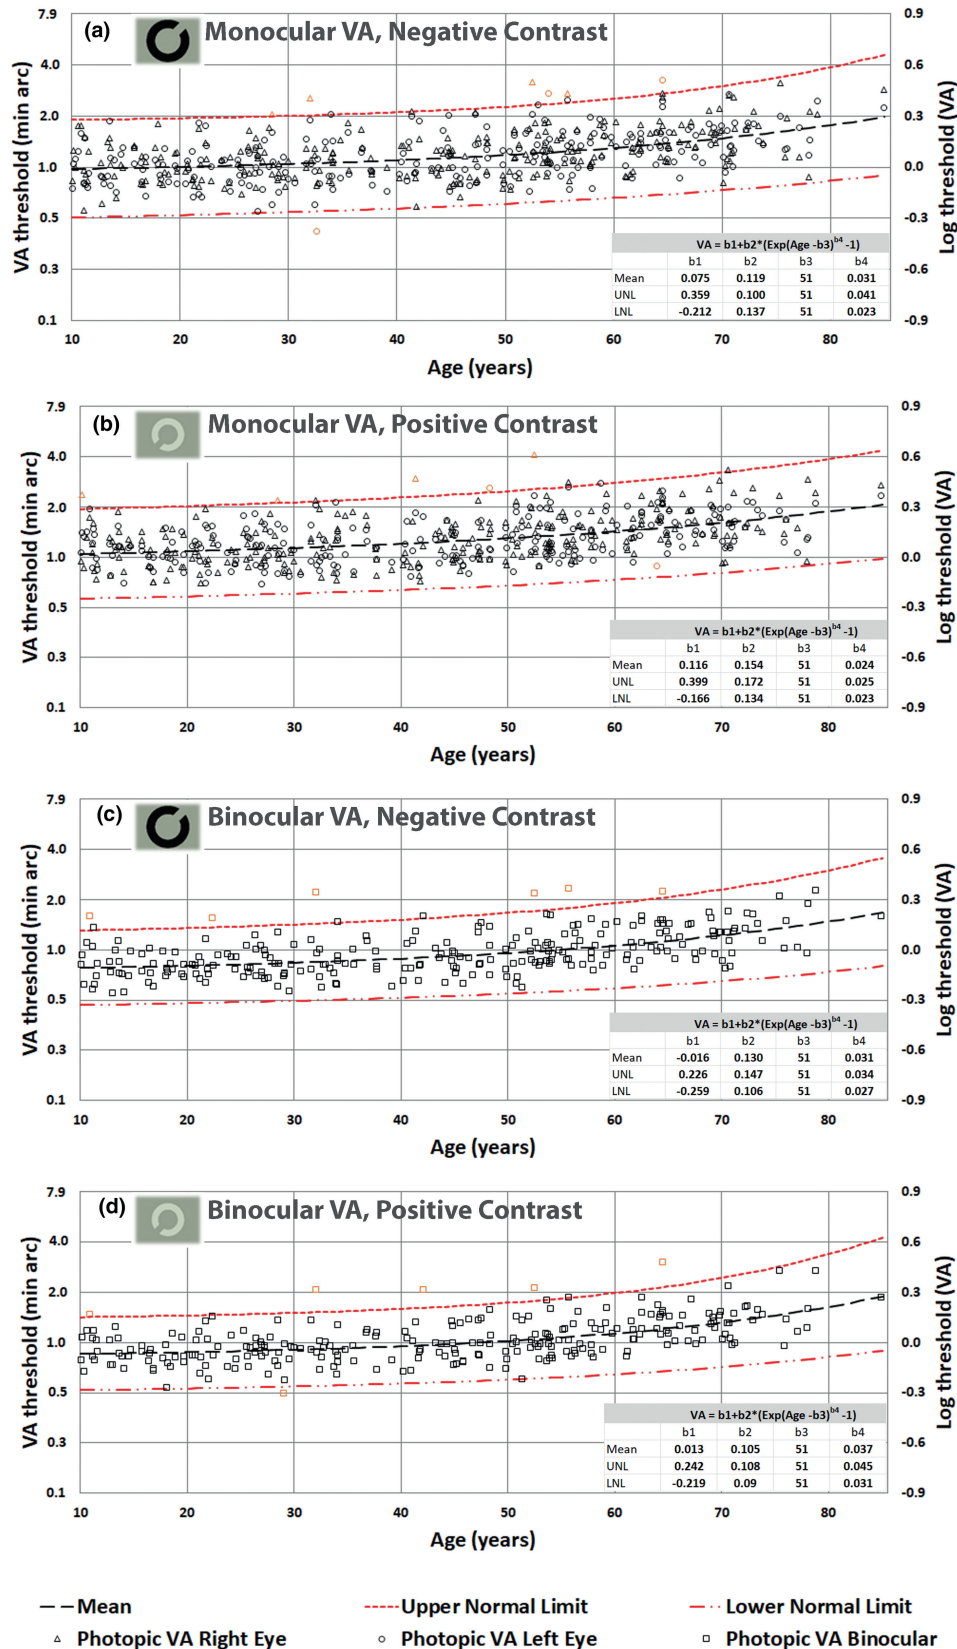 (a) Monocular VA, Negative Contrast
7.9
4.0
2.0
1.0
0.5
0.3
0.1
VA threshold (min arc)
0.9
0.6
0.3
0.0
-0.3
-0.6
-0.9
Log threshold (VA)
VA = b1+b2*(Exp(Age -b3)^b4 -1)
b1 b2 b3 b4
Mean 0.075 0.119 51 0.031
UNL 0.359 0.100 51 0.041
LNL -0.212 0.137 51 0.023
10 20 30 40 50 60 70 80
Age (years)
(b) Monocular VA, Positive Contrast
7.9
4.0
2.0
1.0
0.5
0.3
0.1
VA threshold (min arc)
0.9
0.6
0.3
0.0
-0.3
-0.6
-0.9
Log threshold (VA)
VA = b1+b2*(Exp(Age -b3)^b4 -1)
b1 b2 b3 b4
Mean 0.116 0.154 51 0.024
UNL 0.399 0.172 51 0.025
LNL -0.166 0.134 51 0.023
10 20 30 40 50 60 70 80
Age (years)
(c) Binocular VA, Negative Contrast
7.9
4.0
2.0
1.0
0.5
0.3
0.1
VA threshold (min arc)
0.9
0.6
0.3
0.0
-0.3
-0.6
-0.9
Log threshold (VA)
VA = b1+b2*(Exp(Age -b3)^b4 -1)
b1 b2 b3 b4
Mean -0.016 0.130 51 0.031
UNL 0.226 0.147 51 0.034
LNL -0.259 0.106 51 0.027
10 20 30 40 50 60 70 80
Age (years)
(d) Binocular VA, Positive Contrast
7.9
4.0
2.0
1.0
0.5
0.3
0.1
VA threshold (min arc)
0.9
0.6
0.3
0.0
-0.3
-0.6
-0.9
Log threshold (VA)
VA = b1+b2*(Exp(Age -b3)^b4 -1)
b1 b2 b3 b4
Mean 0.013 0.105 51 0.037
UNL 0.242 0.108 51 0.045
LNL -0.219 0.09 51 0.031
10 20 30 40 50 60 70 80
Age (years)
Mean Upper Normal Limit Lower Normal Limit
Photopic VA Right Eye Photopic VA Left Eye Photopic VA Binocular